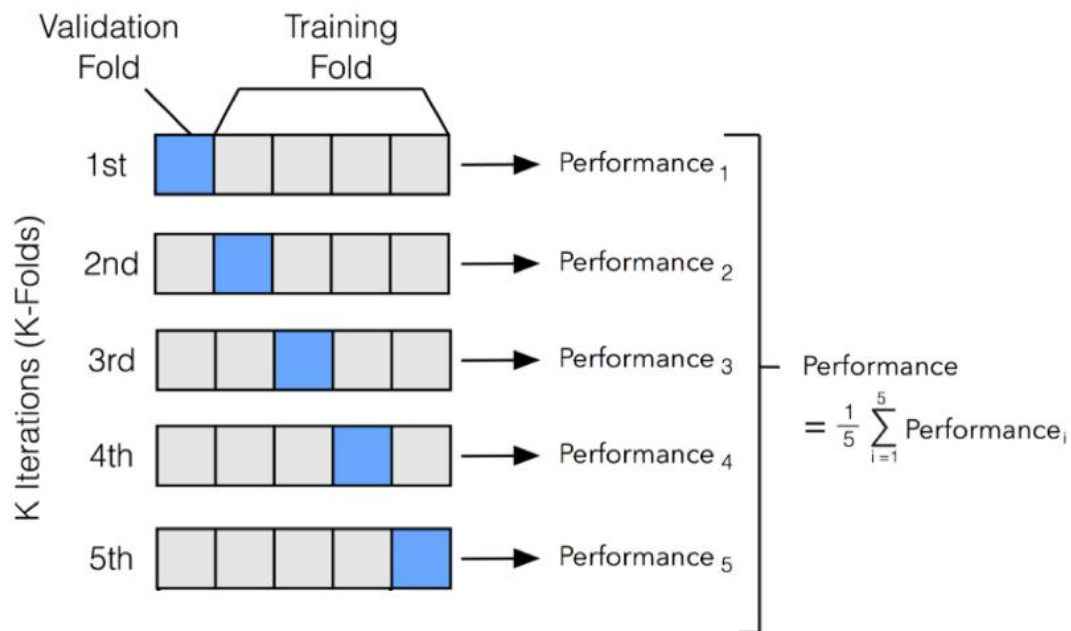 Validation
Fold
Training
Fold
K Iterations (K-Folds)
1st
Performance 1
2nd
Performance 2
3rd
Performance 3
4th
Performance 4
5th
Performance 5
Performance
= 1/5 5∑i=1 Performancei